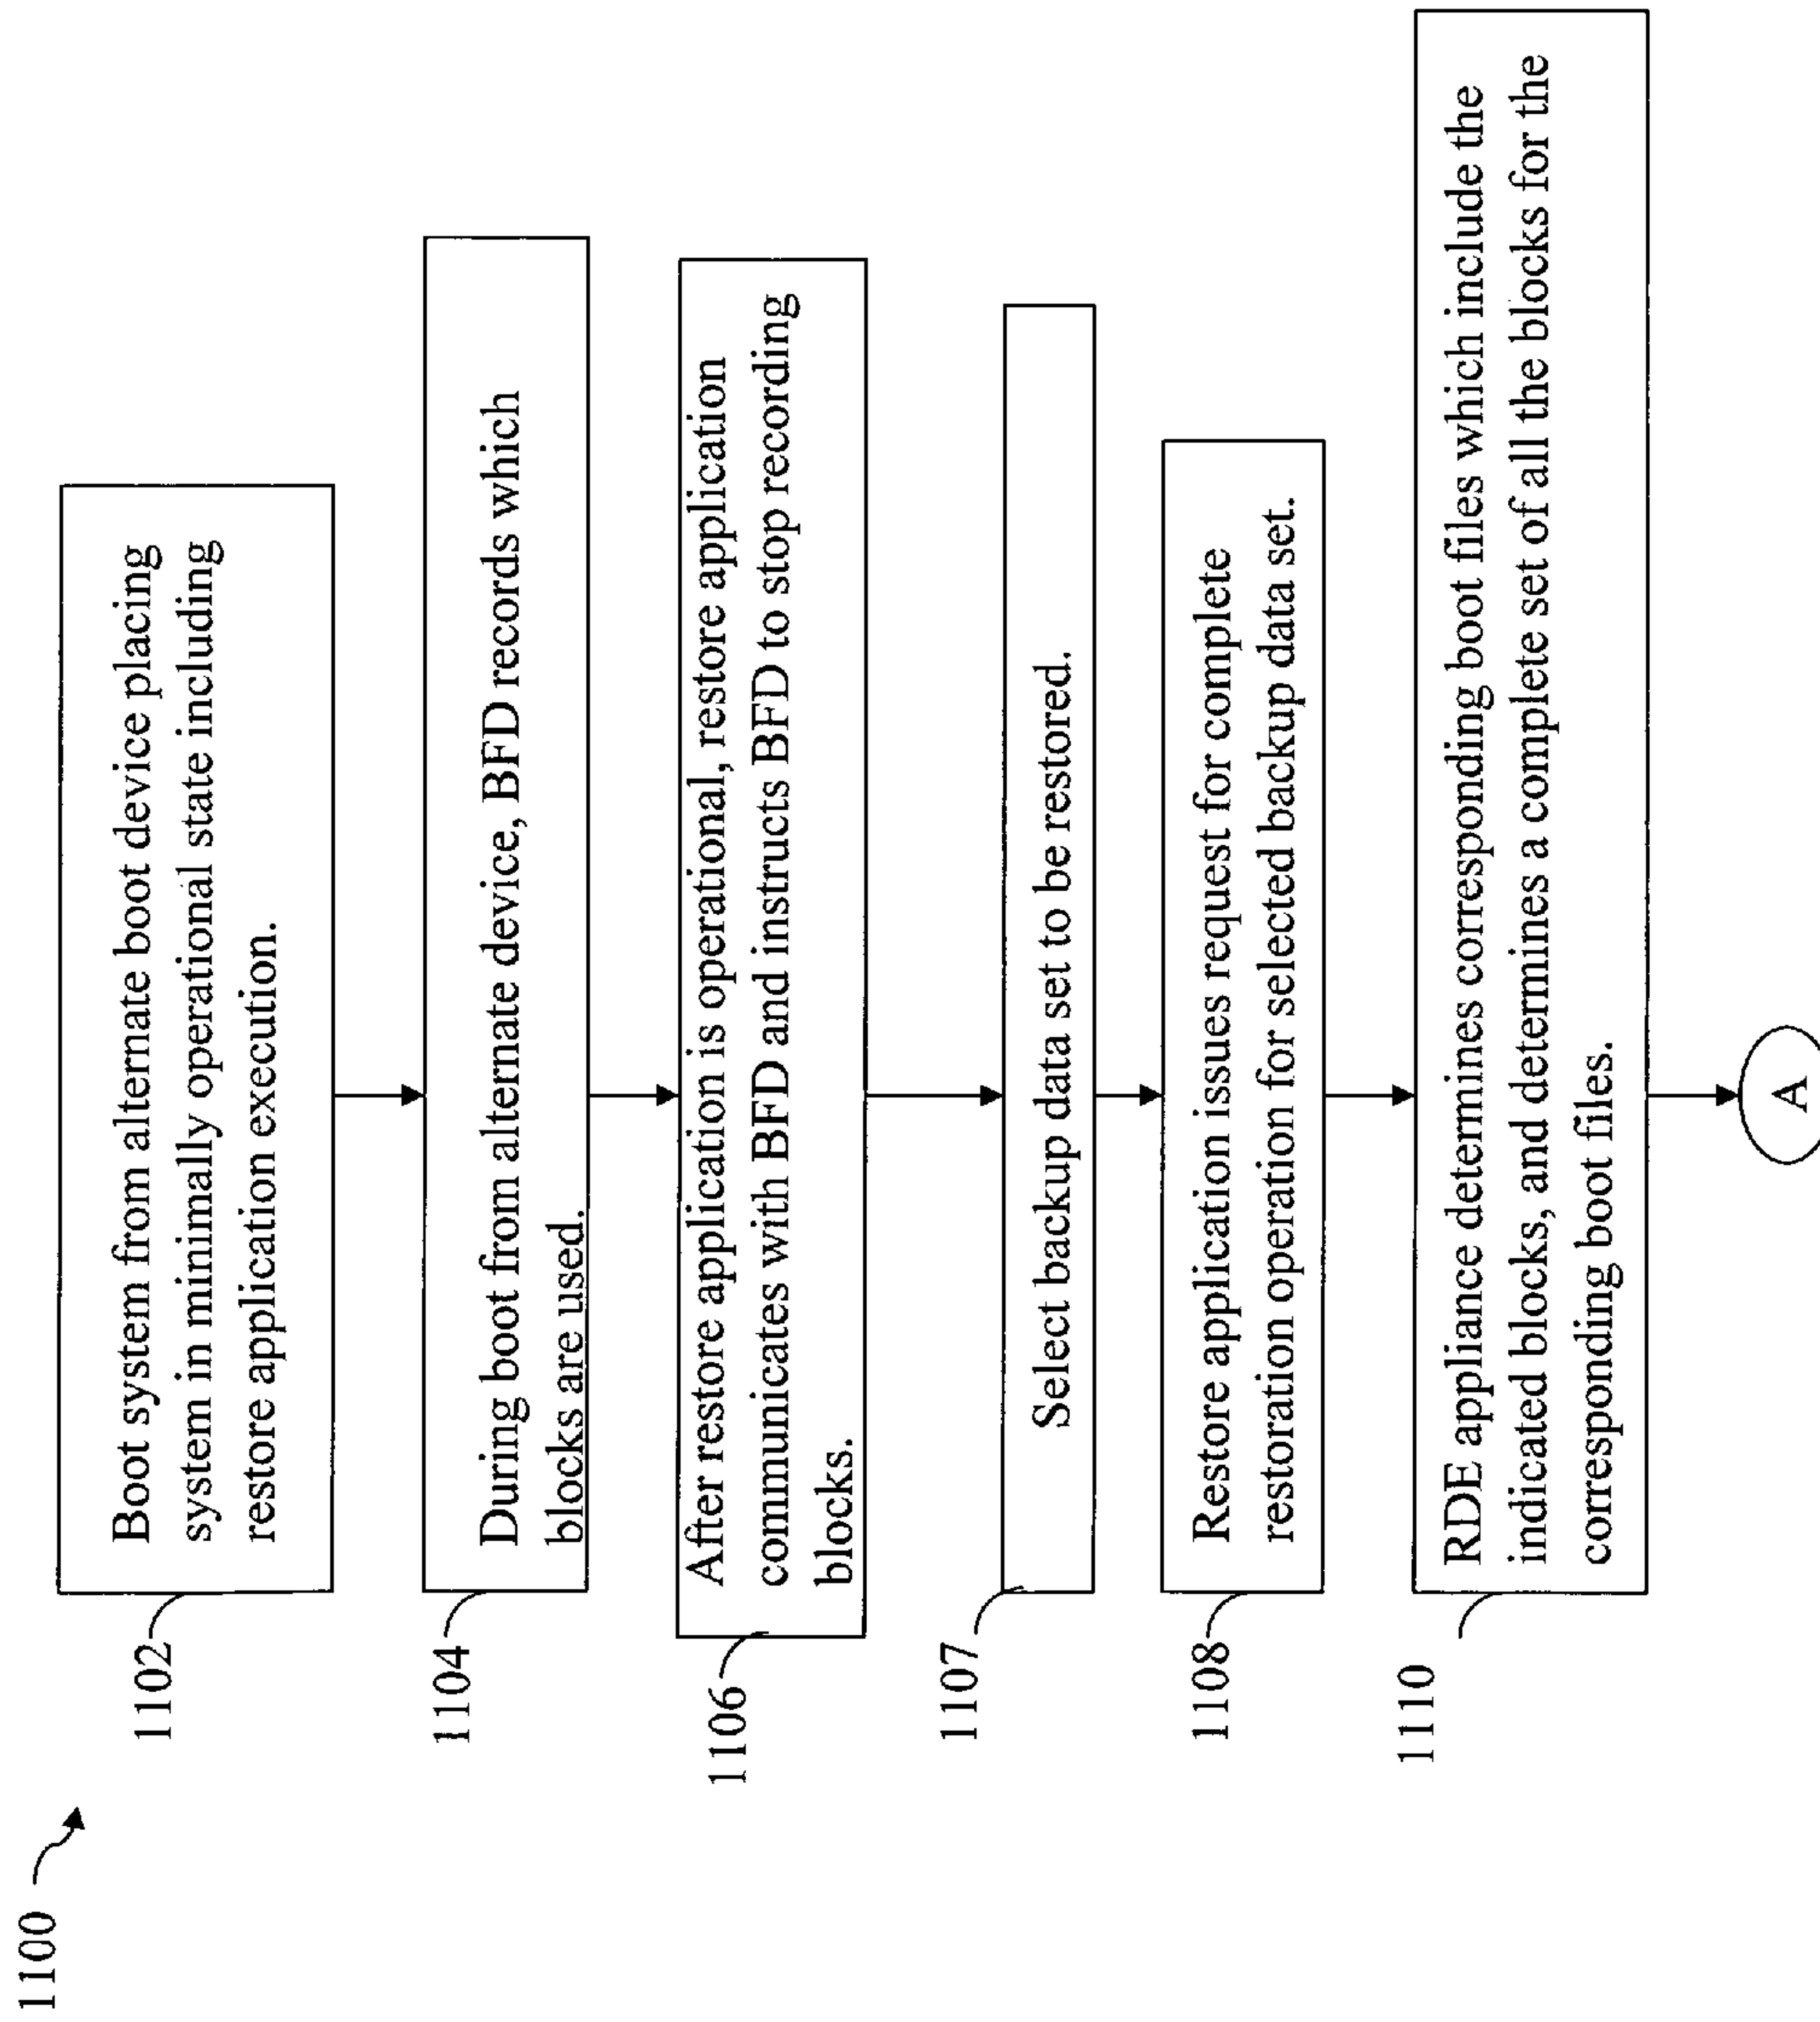 1100
1102
Boot system from alternate boot device placing
system in minimally operational state including
restore application execution.
1104
During boot from alternate device, BFD records which
blocks are used.
1106
After restore application is operational, restore application
communicates with BFD and instructs BFD to stop recording
blocks.
1107
Select backup data set to be restored.
1108
Restore application issues request for complete
restoration operation for selected backup data set.
1110
RDE appliance determines corresponding boot files which include the
indicated blocks, and determines a complete set of all the blocks for the
corresponding boot files.
A